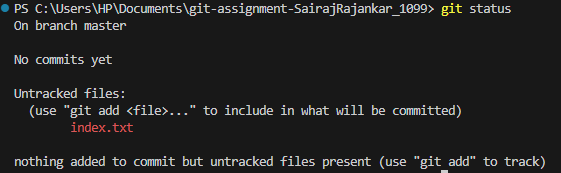 PS C:\Users\HP\Documents\git-assignment-SairajRajankar_1099> git status
On branch master

No commits yet

Untracked files:
  (use "git add <file>..." to include in what will be committed)
        index.txt

nothing added to commit but untracked files present (use "git add" to track)